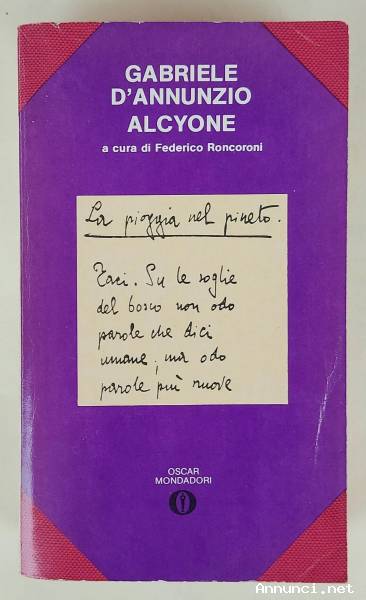 GABRIELE
D'ANNUNZIO
ALCYONE
a cura di Federico Roncoroni
La pioggia nel pineto.
Taci. Su le soglie
del bosco non odo
parole che dici
umane; ma odo
parole più nuove
OSCAR
MONDADORI
Annunci.net